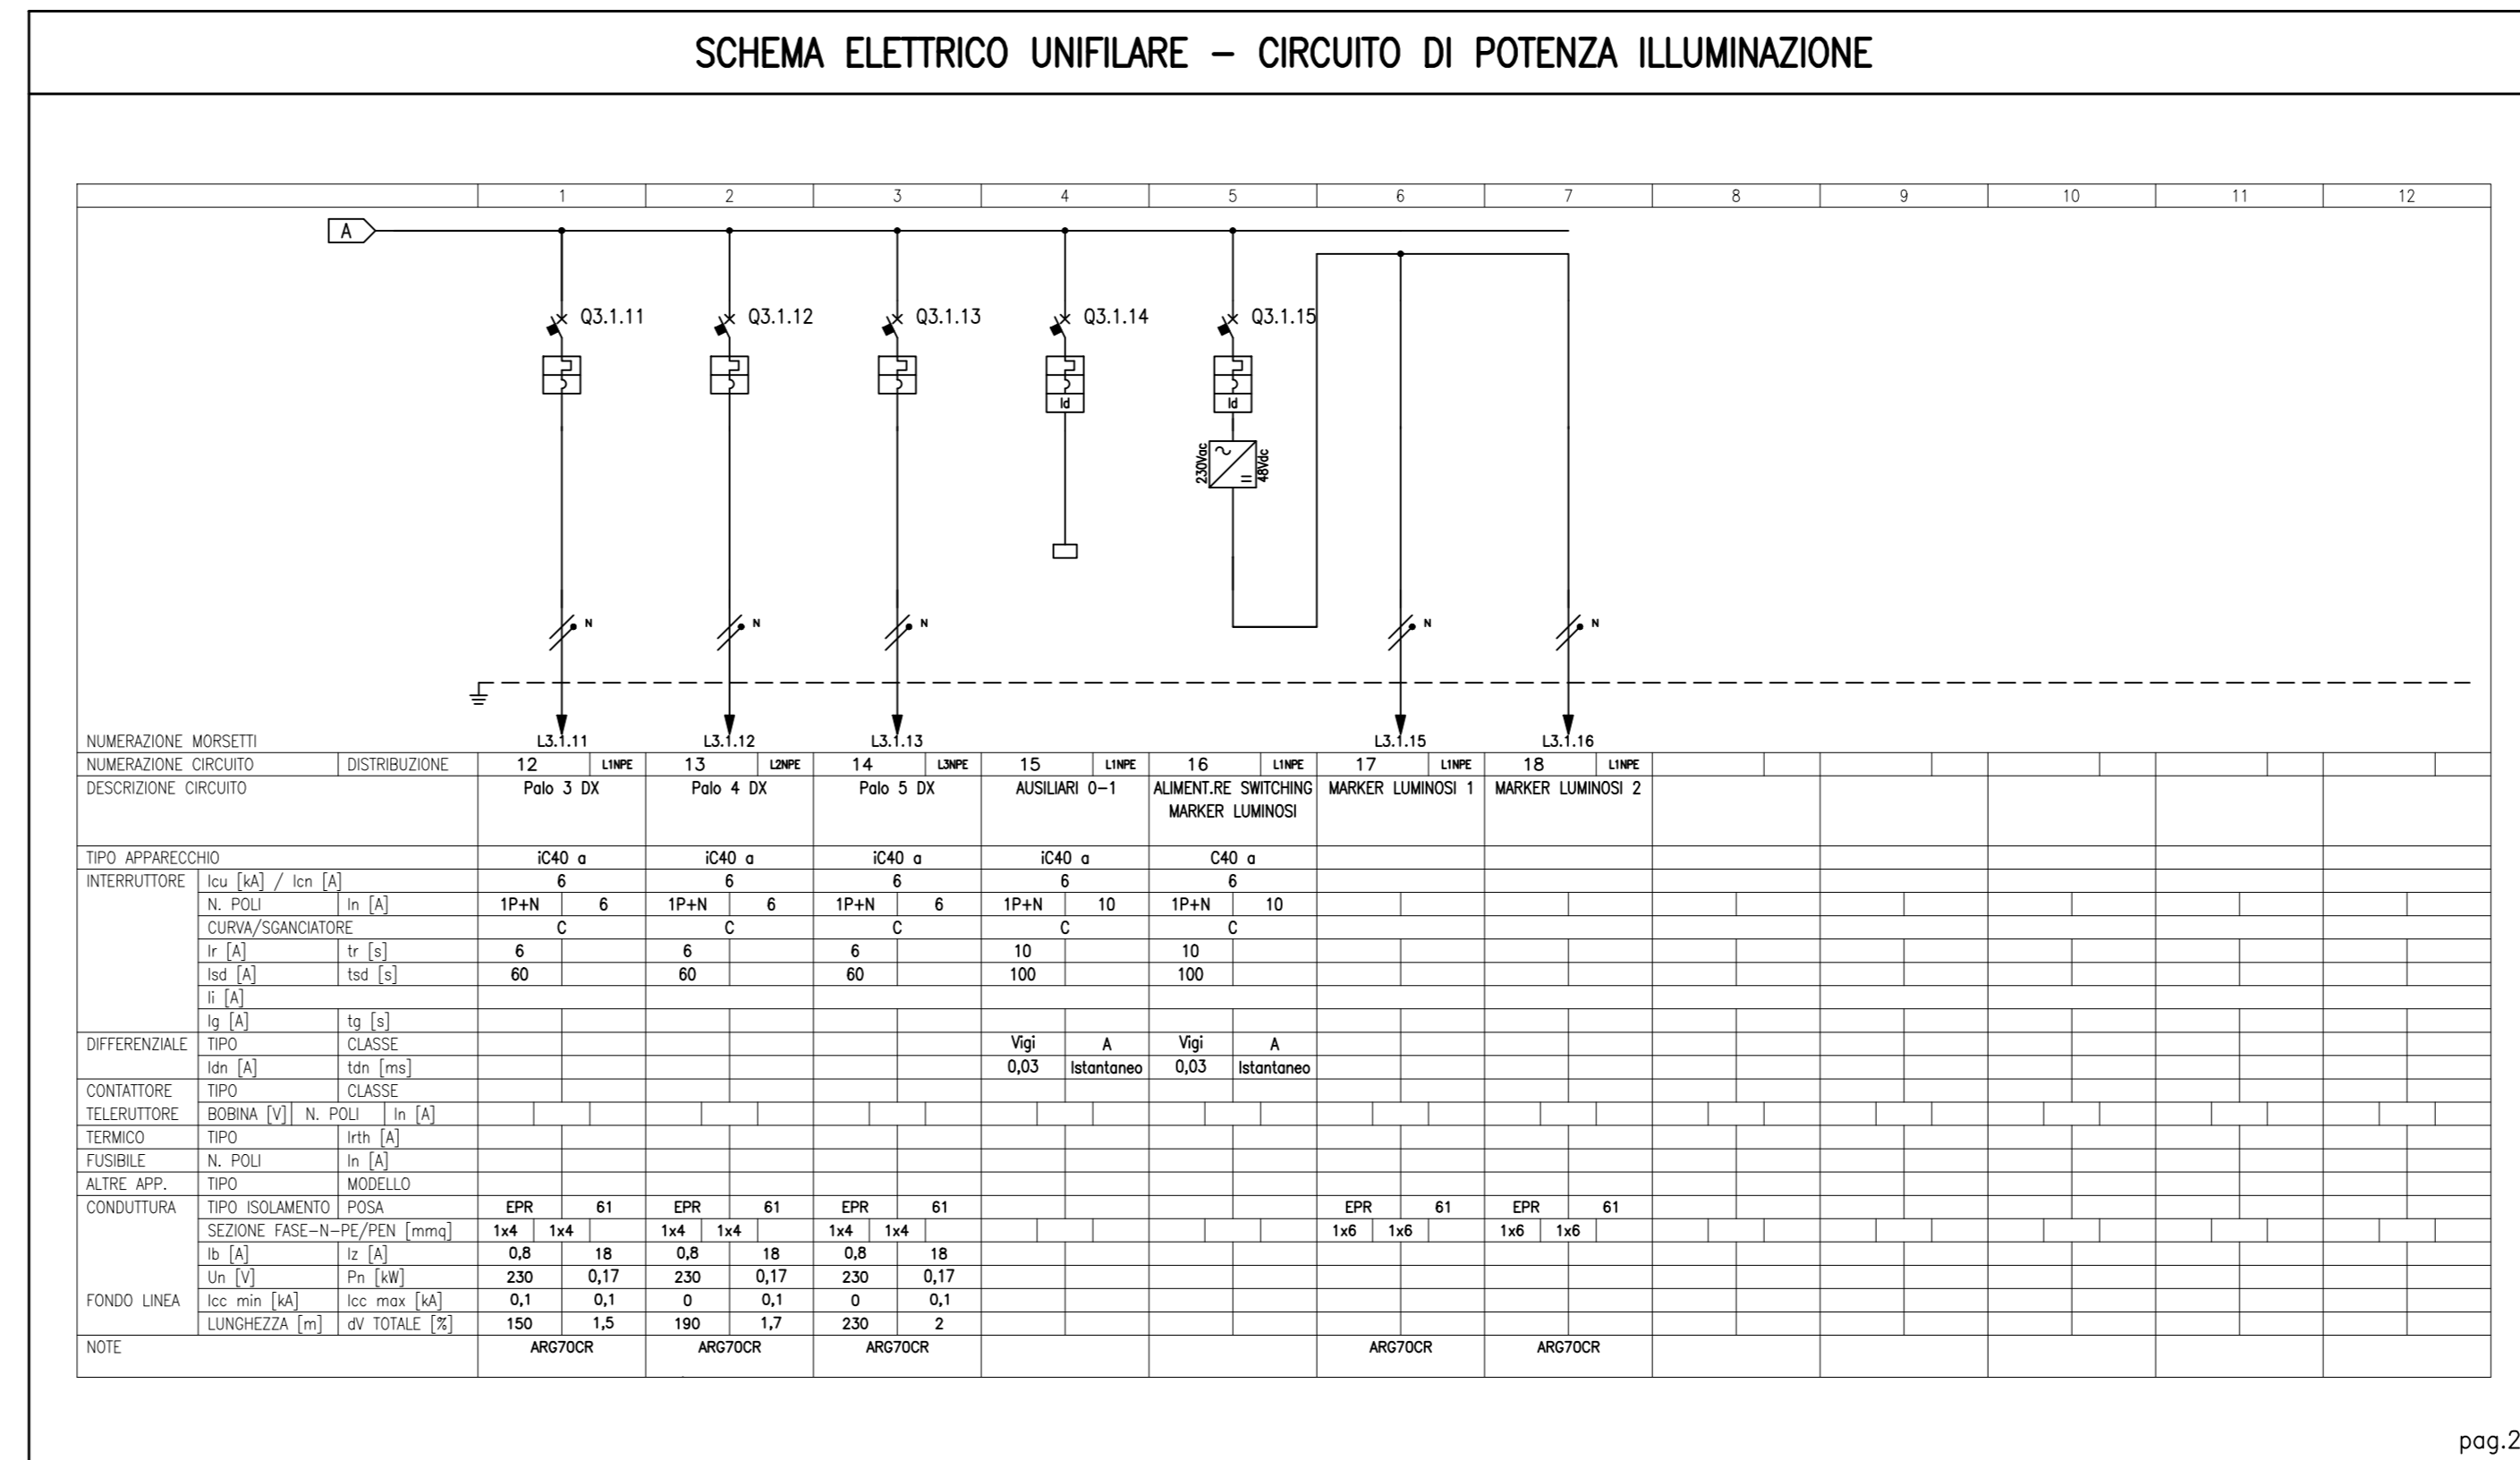 SCHEMA ELETTRICO UNIFILARE – CIRCUITO DI POTENZA ILLUMINAZIONE
1 2 3 4 5 6 7 8 9 10 11 12
A
Q3.1.11 Q3.1.12 Q3.1.13 Q3.1.14 Q3.1.15
Id Id
230Vac 48Vdc
N N N N N
NUMERAZIONE MORSETTI L3.1.11 L3.1.12 L3.1.13 L3.1.15 L3.1.16
NUMERAZIONE CIRCUITO DISTRIBUZIONE 12 L1NPE 13 L2NPE 14 L3NPE 15 L1NPE 16 L1NPE 17 L1NPE 18 L1NPE
DESCRIZIONE CIRCUITO Palo 3 DX Palo 4 DX Palo 5 DX AUSILIARI 0-1 ALIMENT.RE SWITCHING MARKER LUMINOSI 1 MARKER LUMINOSI 2
MARKER LUMINOSI
TIPO APPARECCHIO iC40 a iC40 a iC40 a iC40 a C40 a
INTERRUTTORE Icu [kA] / Icn [A] 6 6 6 6 6
N. POLI In [A] 1P+N 6 1P+N 6 1P+N 6 1P+N 10 1P+N 10
CURVA/SGANCIATORE C C C C C
Ir [A] tr [s] 6 6 6 10 10
Isd [A] tsd [s] 60 60 60 100 100
Ii [A]
Ig [A] tg [s]
DIFFERENZIALE TIPO CLASSE Vigi A Vigi A
Idn [A] tdn [ms] 0,03 Istantaneo 0,03 Istantaneo
CONTATTORE TIPO CLASSE
TELERUTTORE BOBINA [V] N. POLI In [A]
TERMICO TIPO Irth [A]
FUSIBILE N. POLI In [A]
ALTRE APP. TIPO MODELLO
CONDUTTURA TIPO ISOLAMENTO POSA EPR 61 EPR 61 EPR 61 EPR 61 EPR 61
SEZIONE FASE-N-PE/PEN [mmq] 1x4 1x4 1x4 1x4 1x4 1x4 1x6 1x6 1x6 1x6
Ib [A] Iz [A] 0,8 18 0,8 18 0,8 18
Un [V] Pn [kW] 230 0,17 230 0,17 230 0,17
FONDO LINEA Icc min [kA] Icc max [kA] 0,1 0,1 0 0,1 0 0,1
LUNGHEZZA [m] dV TOTALE [%] 150 1,5 190 1,7 230 2
NOTE ARG70CR ARG70CR ARG70CR ARG70CR ARG70CR
pag.2